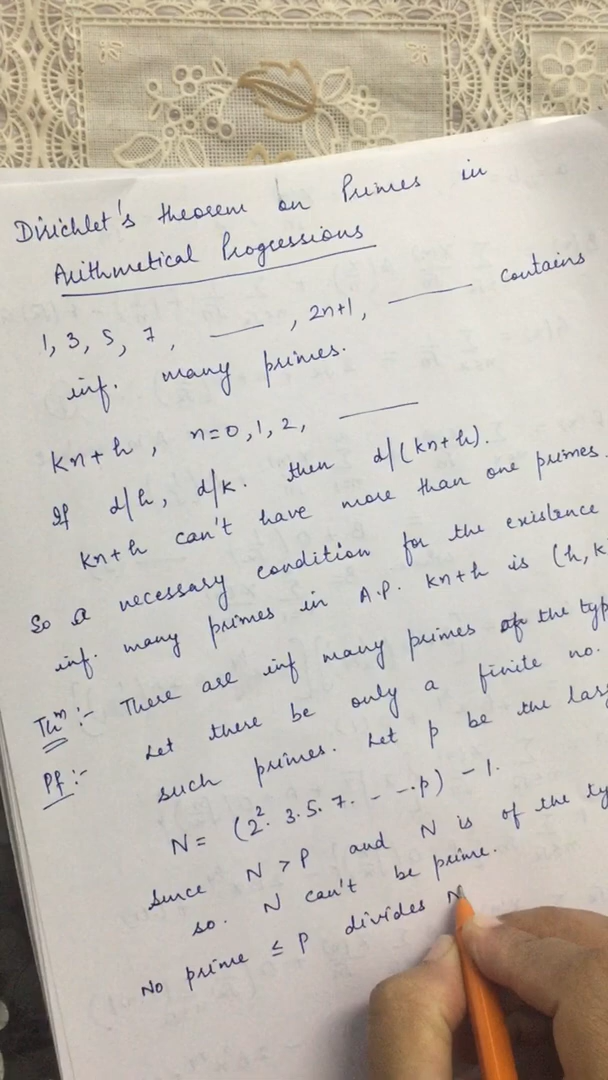 Dirichlet's theorem on Primes in
Arithmetical Progressions
1, 3, 5, 7, ——, 2n+1, —— contains
inf. many primes.
kn+h, n=0,1,2, ——
If d/h, d/k. then d/(kn+h).
kn+h can't have more than one primes.
So a necessary condition for the existence
inf. many primes in A.P. kn+h is (h,k
Thm:- There are inf many primes of the typ
Pf:- Let there be only a finite no.
such primes. Let p be the larg
N= (2². 3.5.7. - - -.p) - 1.
since N > P and N is of the ty
so. N can't be prime.
No prime ≤ P divides N